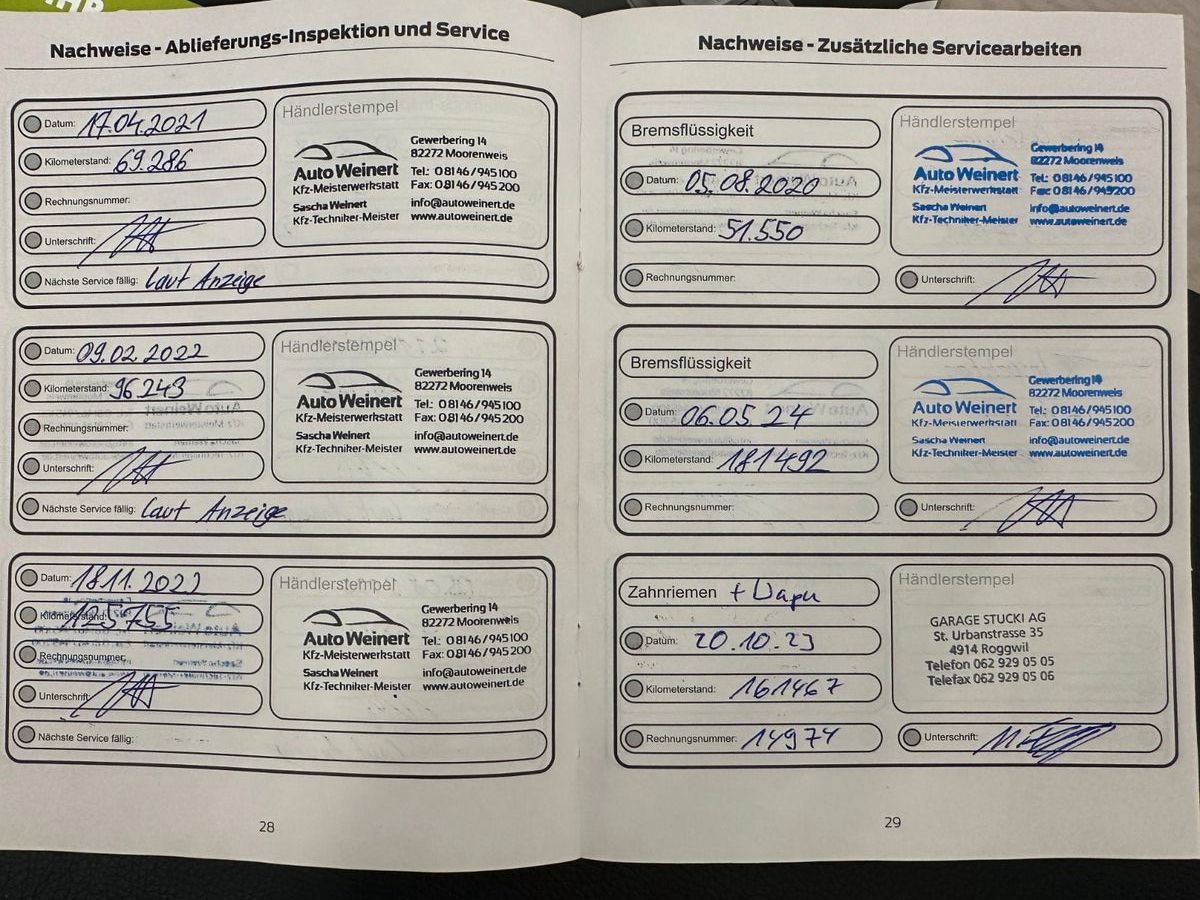 Nachweise - Ablieferungs-Inspektion und Service
Datum: 17.04.2021
Kilometerstand: 69.286
Rechnungsnummer:
Unterschrift:
Nächste Service fällig: Laut Anzeige
Händlerstempel
Auto Weinert
Kfz-Meisterwerkstatt
Sascha Weinert
Kfz-Techniker-Meister
Gewerbering 14
82272 Moorenweis
Tel.: 08146/945100
Fax: 08146/945200
info@autoweinert.de
www.autoweinert.de
Datum: 09.02.2022
Kilometerstand: 96243
Rechnungsnummer:
Unterschrift:
Nächste Service fällig: Laut Anzeige
Händlerstempel
Auto Weinert
Kfz-Meisterwerkstatt
Sascha Weinert
Kfz-Techniker-Meister
Gewerbering 14
82272 Moorenweis
Tel.: 08146/945100
Fax: 08146/945200
info@autoweinert.de
www.autoweinert.de
Datum: 18.11.2022
Kilometerstand: 125755
Rechnungsnummer:
Unterschrift:
Nächste Service fällig:
Händlerstempel
Auto Weinert
Kfz-Meisterwerkstatt
Sascha Weinert
Kfz-Techniker-Meister
Gewerbering 14
82272 Moorenweis
Tel.: 08146/945100
Fax: 08146/945200
info@autoweinert.de
www.autoweinert.de
28
Nachweise - Zusätzliche Servicearbeiten
Bremsflüssigkeit
Datum: 05.08.2020
Kilometerstand: 51.550
Rechnungsnummer:
Händlerstempel
Auto Weinert
Kfz-Meisterwerkstatt
Sascha Weinert
Kfz-Techniker-Meister
Gewerbering 14
82272 Moorenweis
Tel.: 08146/945100
Fax: 08146/945200
info@autoweinert.de
www.autoweinert.de
Unterschrift:
Bremsflüssigkeit
Datum: 06.05.24
Kilometerstand: 181492
Rechnungsnummer:
Händlerstempel
Auto Weinert
Kfz-Meisterwerkstatt
Sascha Weinert
Kfz-Techniker-Meister
Gewerbering 14
82272 Moorenweis
Tel.: 08146/945100
Fax: 08146/945200
info@autoweinert.de
www.autoweinert.de
Unterschrift:
Zahnriemen + Wapu
Datum: 20.10.23
Kilometerstand: 161467
Rechnungsnummer: 14974
Händlerstempel
GARAGE STUCKI AG
St. Urbanstrasse 35
4914 Roggwil
Telefon 062 929 05 05
Telefax 062 929 05 06
Unterschrift:
29